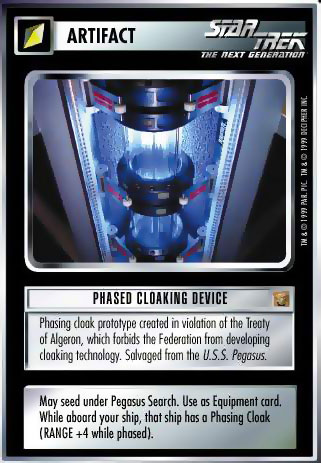 ARTIFACT
STAR TREK
THE NEXT GENERATION
TM & © 1999 PAR. PIC. TM & © 1999 DECIPHER INC.
PHASED CLOAKING DEVICE
Phasing cloak prototype created in violation of the Treaty
of Algeron, which forbids the Federation from developing
cloaking technology. Salvaged from the U.S.S. Pegasus.
May seed under Pegasus Search. Use as Equipment card.
While aboard your ship, that ship has a Phasing Cloak
(RANGE +4 while phased).